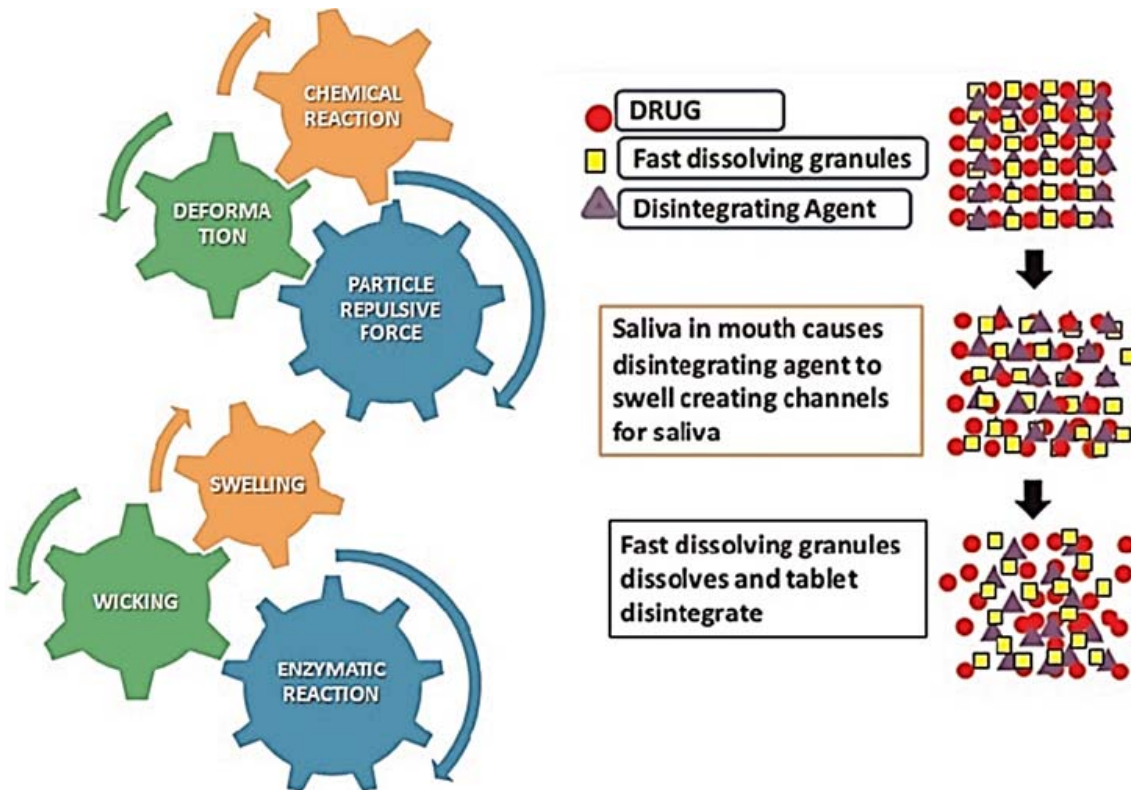 CHEMICAL
REACTION
DEFORMA
TION
PARTICLE
REPULSIVE
FORCE
SWELLING
WICKING
ENZYMATIC
REACTION
DRUG
Fast dissolving granules
Disintegrating Agent
Saliva in mouth causes
disintegrating agent to
swell creating channels
for saliva
Fast dissolving granules
dissolves and tablet
disintegrate